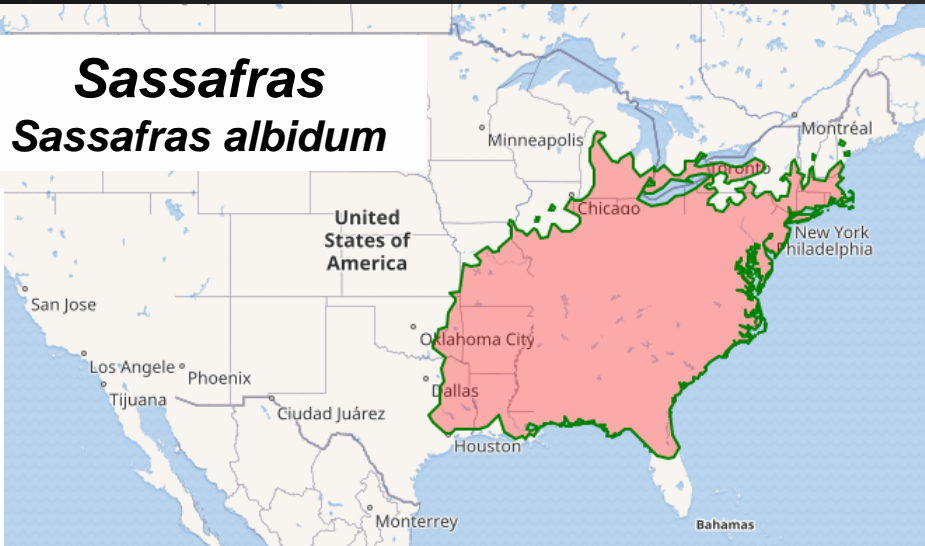 Sassafras
Sassafras albidum
Minneapolis
Montréal
Toronto
Chicago
United
States of
America
New York
Philadelphia
San Jose
Oklahoma City
Los Angele
Phoenix
Dallas
Tijuana
Ciudad Juárez
Houston
Monterrey
Bahamas